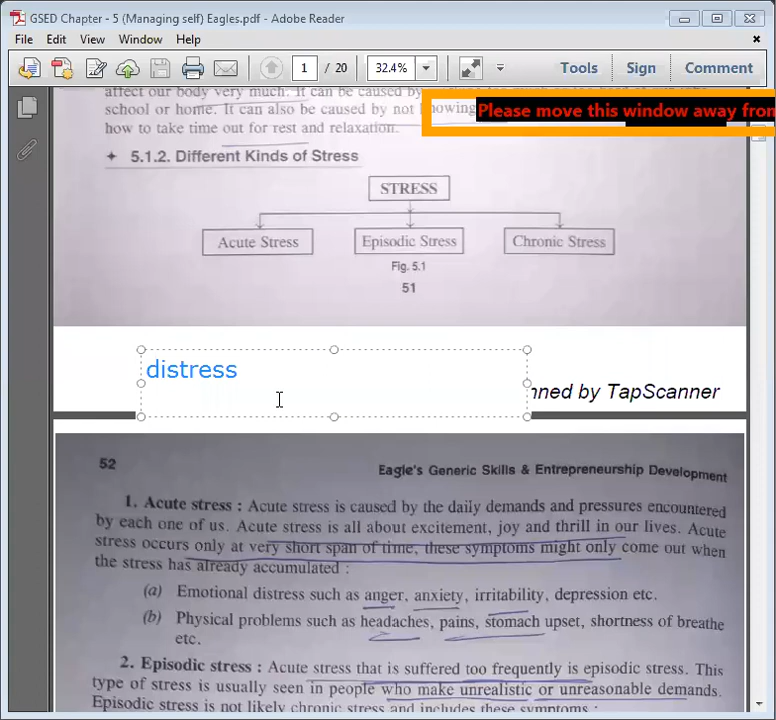 GSED Chapter - 5 (Managing self) Eagles.pdf - Adobe Reader
File Edit View Window Help
1 / 20 32.4% Tools Sign Comment
affect our body very much. It can be caused by
school or home. It can also be caused by not howing
how to take time out for rest and relaxation.
Please move this window away from
5.1.2. Different Kinds of Stress
STRESS
Acute Stress Episodic Stress Chronic Stress
Fig. 5.1
51
distress
nned by TapScanner
52 Eagle's Generic Skills & Entrepreneurship Development
1. Acute stress : Acute stress is caused by the daily demands and pressures encountered
by each one of us. Acute stress is all about excitement, joy and thrill in our lives. Acute
stress occurs only at very short span of time, these symptoms might only come out when
the stress has already accumulated :
(a) Emotional distress such as anger, anxiety, irritability, depression etc.
(b) Physical problems such as headaches, pains, stomach upset, shortness of breathe
etc.
2. Episodic stress : Acute stress that is suffered too frequently is episodic stress. This
type of stress is usually seen in people who make unrealistic or unreasonable demands.
Episodic stress is not likely chronic stress and includes these symptoms :